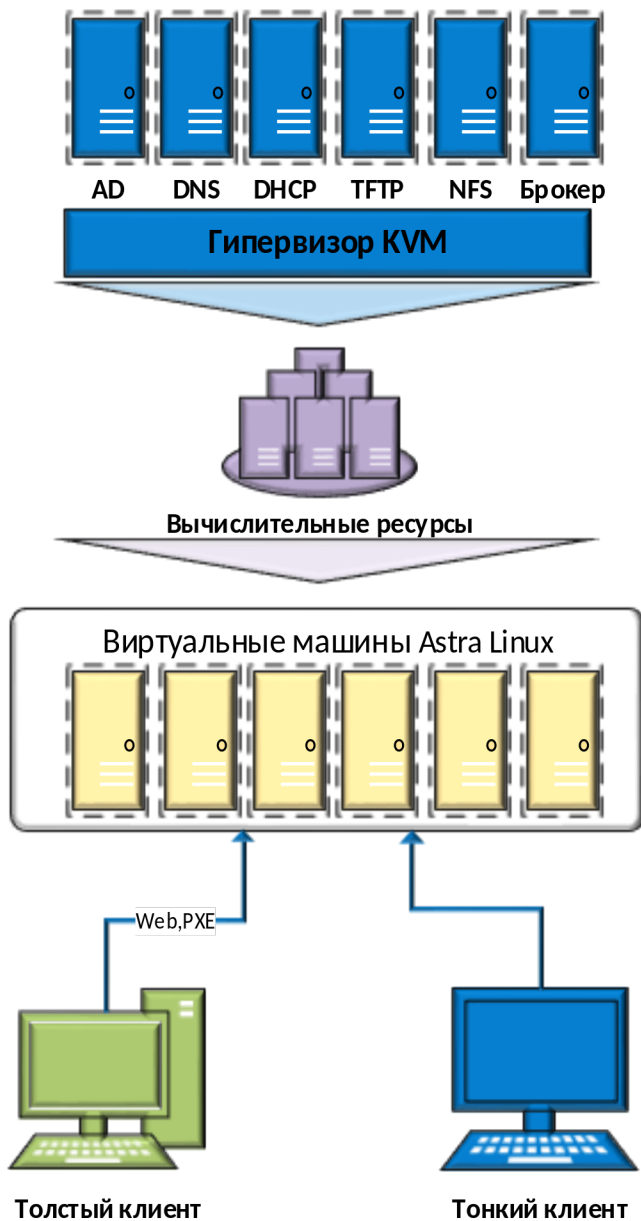 AD DNS DHCP TFTP NFS Брокер
Гипервизор KVM
Вычислительные ресурсы
Виртуальные машины Astra Linux
Web,PXE
Толстый клиент Тонкий клиент